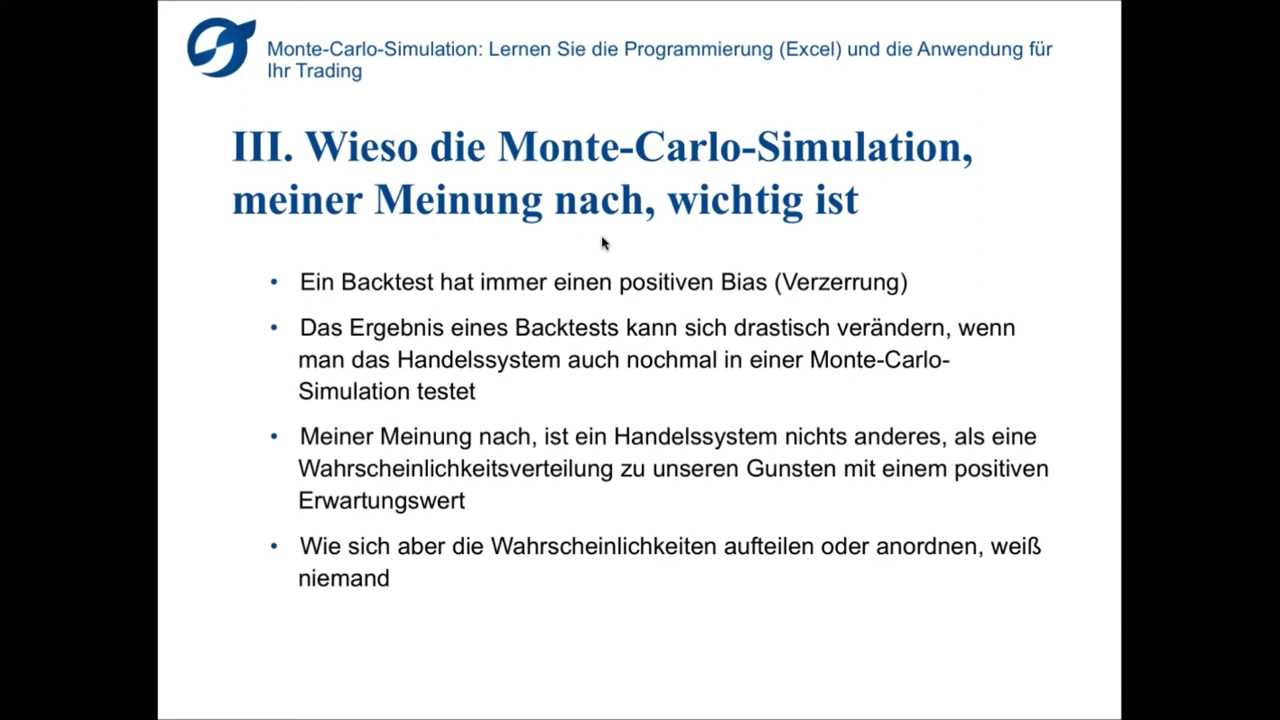 Monte-Carlo-Simulation: Lernen Sie die Programmierung (Excel) und die Anwendung für
Ihr Trading
III. Wieso die Monte-Carlo-Simulation,
meiner Meinung nach, wichtig ist
• Ein Backtest hat immer einen positiven Bias (Verzerrung)
• Das Ergebnis eines Backtests kann sich drastisch verändern, wenn
man das Handelssystem auch nochmal in einer Monte-Carlo-
Simulation testet
• Meiner Meinung nach, ist ein Handelssystem nichts anderes, als eine
Wahrscheinlichkeitsverteilung zu unseren Gunsten mit einem positiven
Erwartungswert
• Wie sich aber die Wahrscheinlichkeiten aufteilen oder anordnen, weiß
niemand